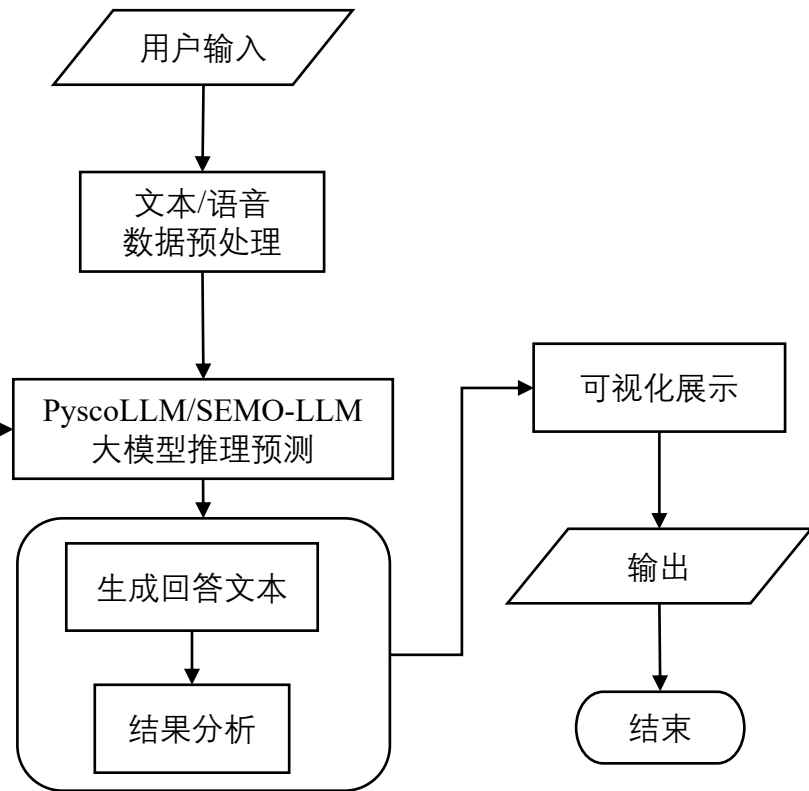 用户输入
文本/语音
数据预处理
PyscoLLM/SEMO-LLM
大模型推理预测
生成回答文本
结果分析
可视化展示
输出
结束